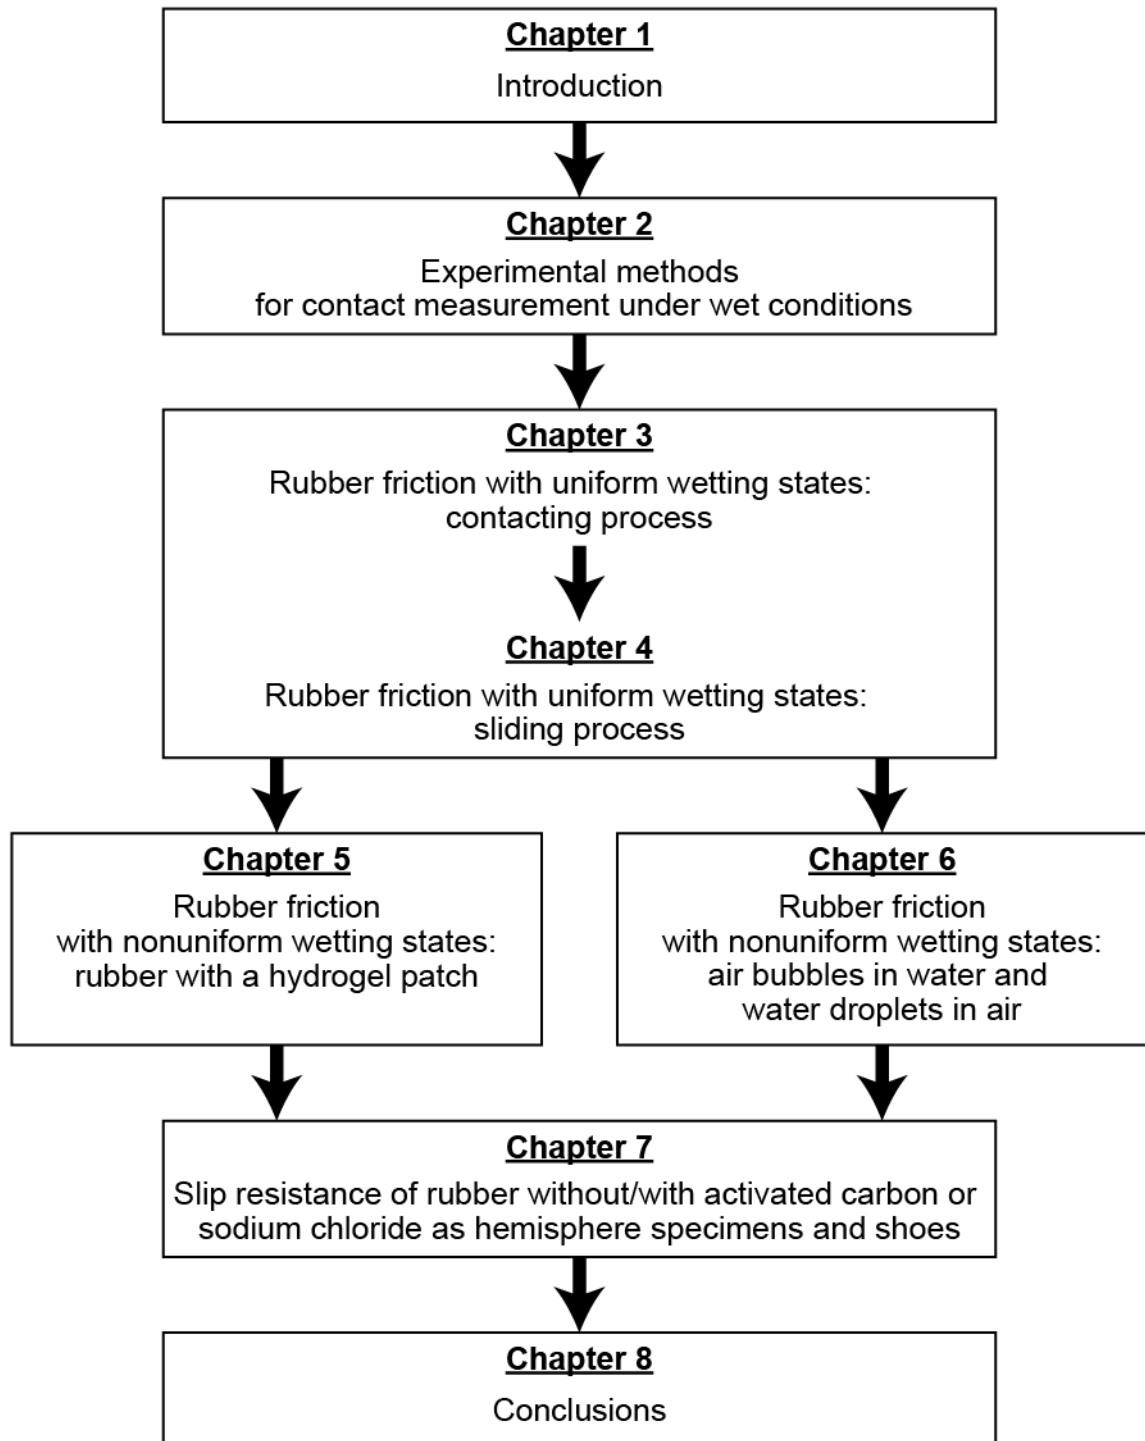 Chapter 1
Introduction
Chapter 2
Experimental methods
for contact measurement under wet conditions
Chapter 3
Rubber friction with uniform wetting states:
contacting process
Chapter 4
Rubber friction with uniform wetting states:
sliding process
Chapter 5
Rubber friction
with nonuniform wetting states:
rubber with a hydrogel patch
Chapter 6
Rubber friction
with nonuniform wetting states:
air bubbles in water and
water droplets in air
Chapter 7
Slip resistance of rubber without/with activated carbon or
sodium chloride as hemisphere specimens and shoes
Chapter 8
Conclusions